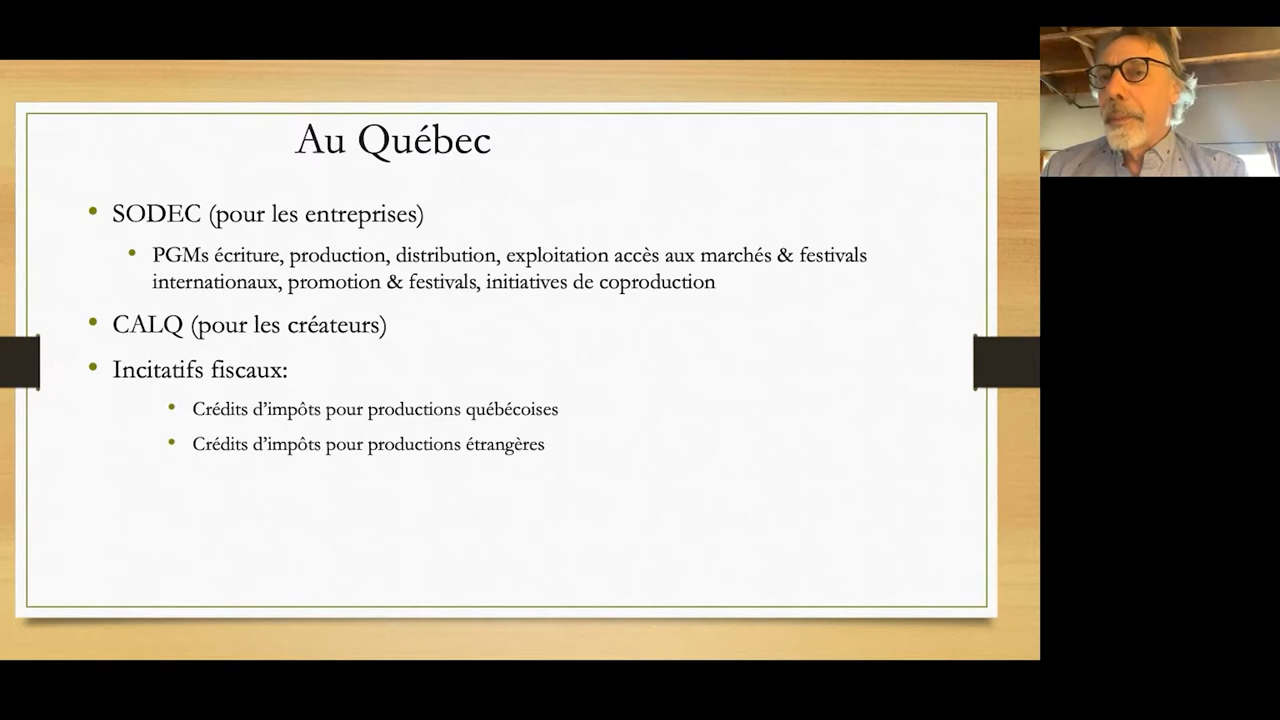 Au Québec
SODEC (pour les entreprises)
PGMs écriture, production, distribution, exploitation accès aux marchés & festivals
internationaux, promotion & festivals, initiatives de coproduction
CALQ (pour les créateurs)
Incitatifs fiscaux:
Crédits d’impôts pour productions québécoises
Crédits d’impôts pour productions étrangères